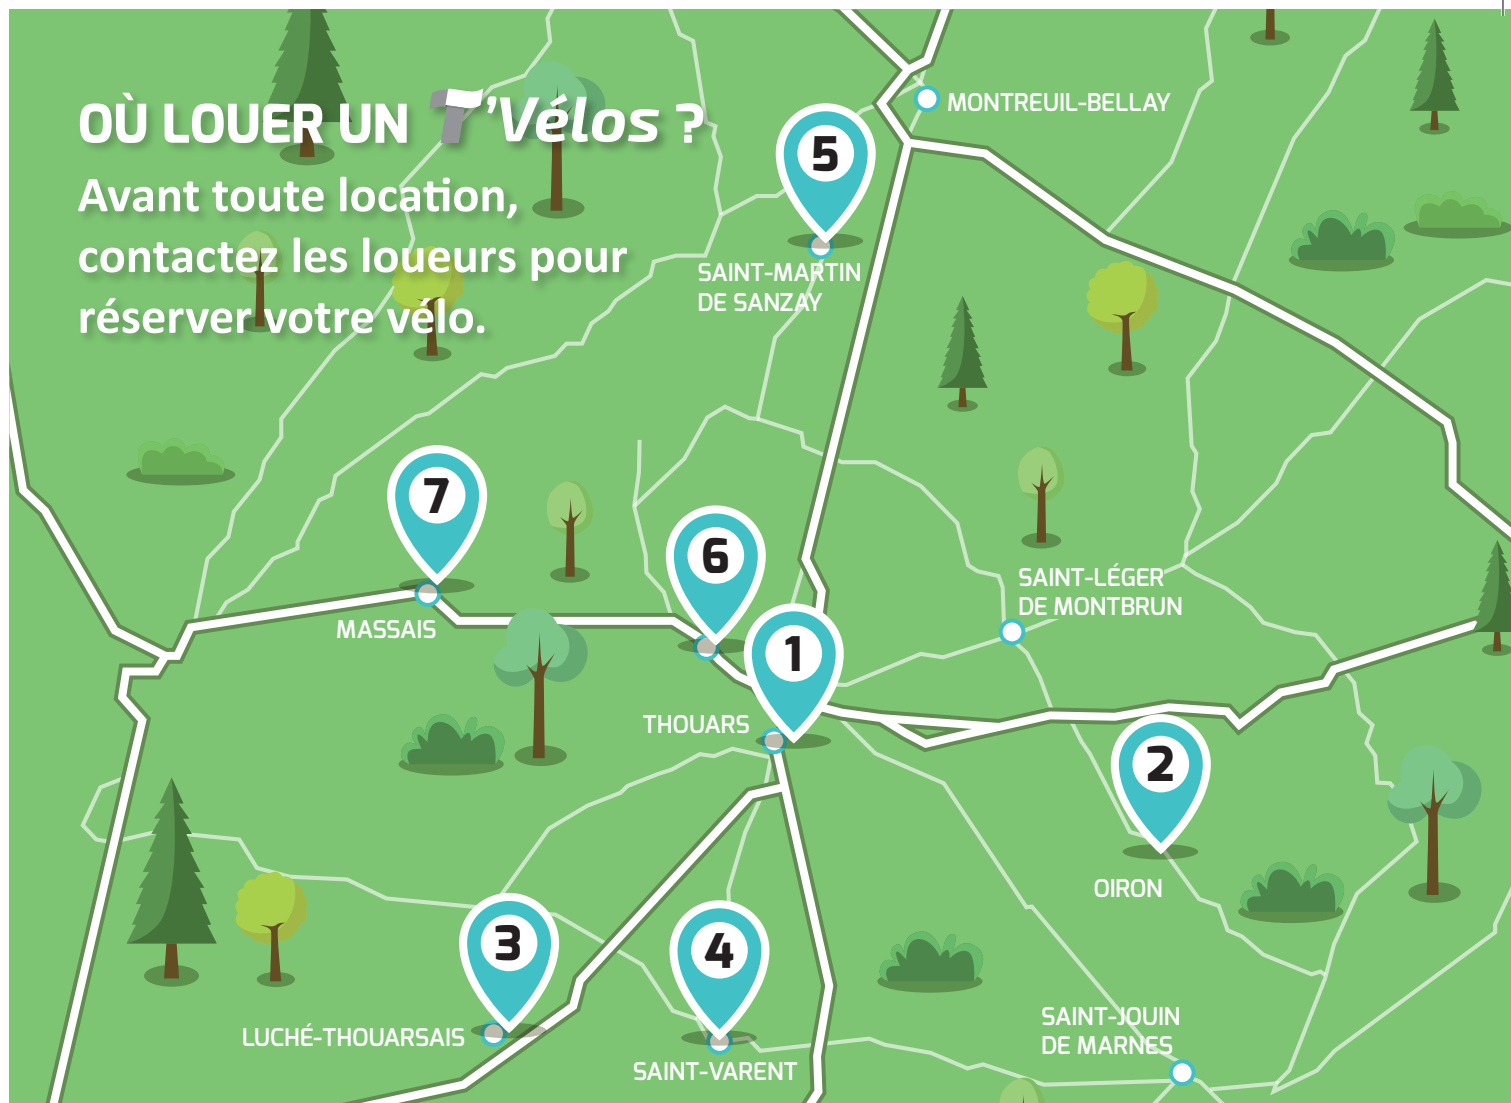 OÙ LOUER UN T'Vélos ?
Avant toute location,
contactez les loueurs pour
réserver votre vélo.
MONTREUIL-BELLAY
5
SAINT-MARTIN
DE SANZAY
7
MASSAIS
6
1
THOUARS
SAINT-LÉGER
DE MONTBRUN
2
OIRON
3
LUCHÉ-THOUARSAIS
4
SAINT-VARENT
SAINT-JOUIN
DE MARNES